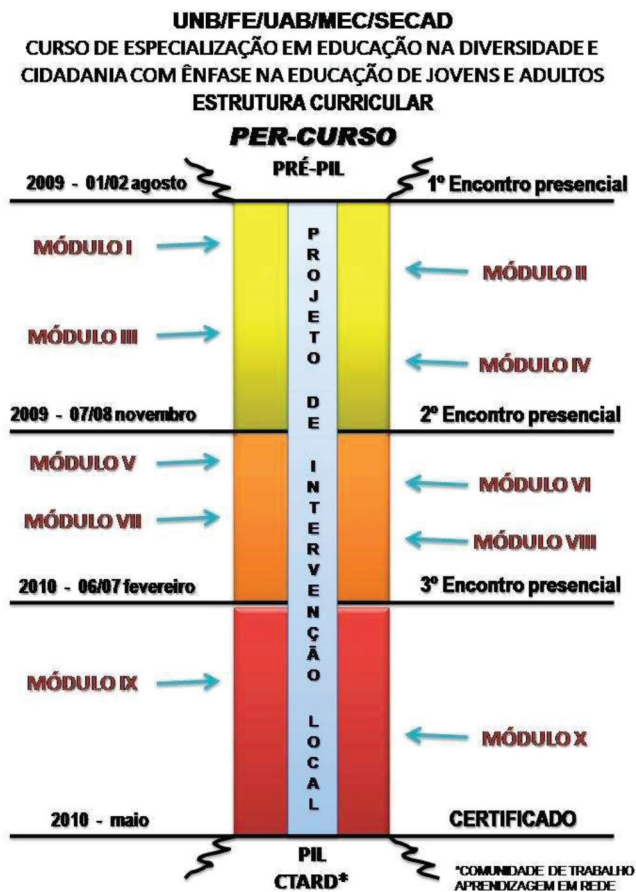 UNB/FE/UAB/MEC/SECAD
CURSO DE ESPECIALIZAÇÃO EM EDUCAÇÃO NA DIVERSIDADE E
CIDADANIA COM ÊNFASE NA EDUCAÇÃO DE JOVENS E ADULTOS
ESTRUTURA CURRICULAR
PER-CURSO
PRÉ-PIL
2009 - 01/02 agosto
1º Encontro presencial
MÓDULO I
MÓDULO II
MÓDULO III
MÓDULO IV
2009 - 07/08 novembro
2º Encontro presencial
MÓDULO V
MÓDULO VI
MÓDULO VII
MÓDULO VIII
2010 - 06/07 fevereiro
3º Encontro presencial
MÓDULO IX
MÓDULO X
PROJETO DE INTERVENÇÃO LOCAL
2010 - maio
CERTIFICADO
PIL
CTARD*
*COMUNIDADE DE TRABALHO
APRENDIZAGEM EM REDE